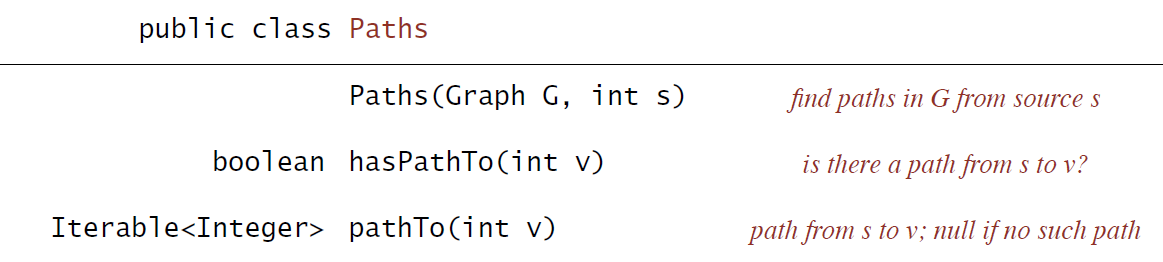 public class Paths
Paths(Graph G, int s) find paths in G from source s
boolean hasPathTo(int v) is there a path from s to v?
Iterable<Integer> pathTo(int v) path from s to v; null if no such path